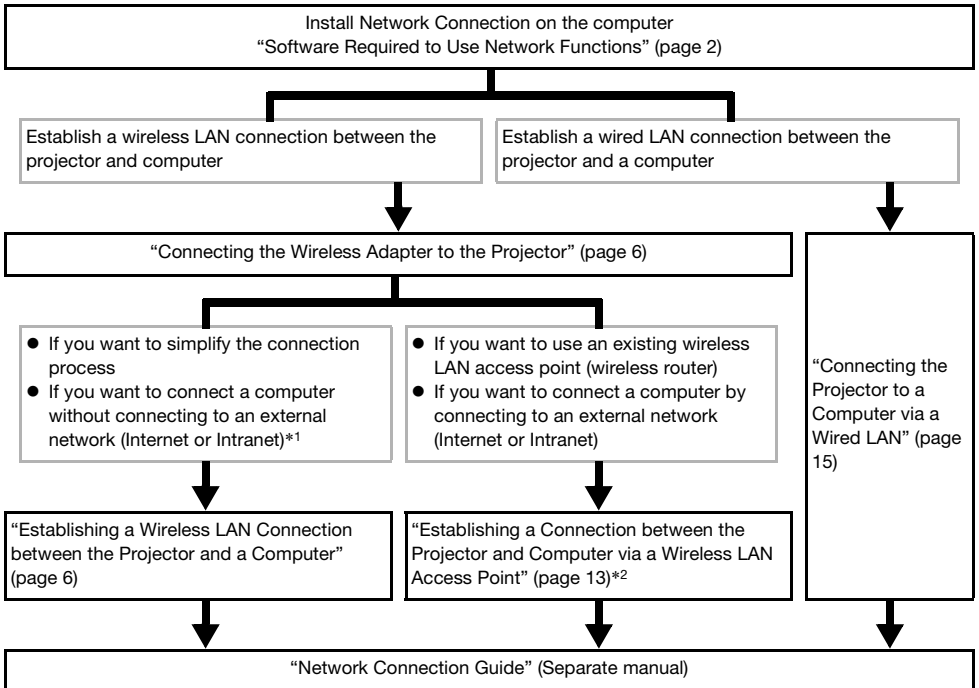 Install Network Connection on the computer
“Software Required to Use Network Functions” (page 2)
Establish a wireless LAN connection between the
projector and computer
Establish a wired LAN connection between the
projector and a computer
“Connecting the Wireless Adapter to the Projector” (page 6)
● If you want to simplify the connection
process
● If you want to connect a computer
without connecting to an external
network (Internet or Intranet)*1
● If you want to use an existing wireless
LAN access point (wireless router)
● If you want to connect a computer by
connecting to an external network
(Internet or Intranet)
“Connecting the
Projector to a
Computer via a
Wired LAN” (page
15)
“Establishing a Wireless LAN Connection
between the Projector and a Computer”
(page 6)
“Establishing a Connection between the
Projector and Computer via a Wireless LAN
Access Point” (page 13)*2
“Network Connection Guide” (Separate manual)